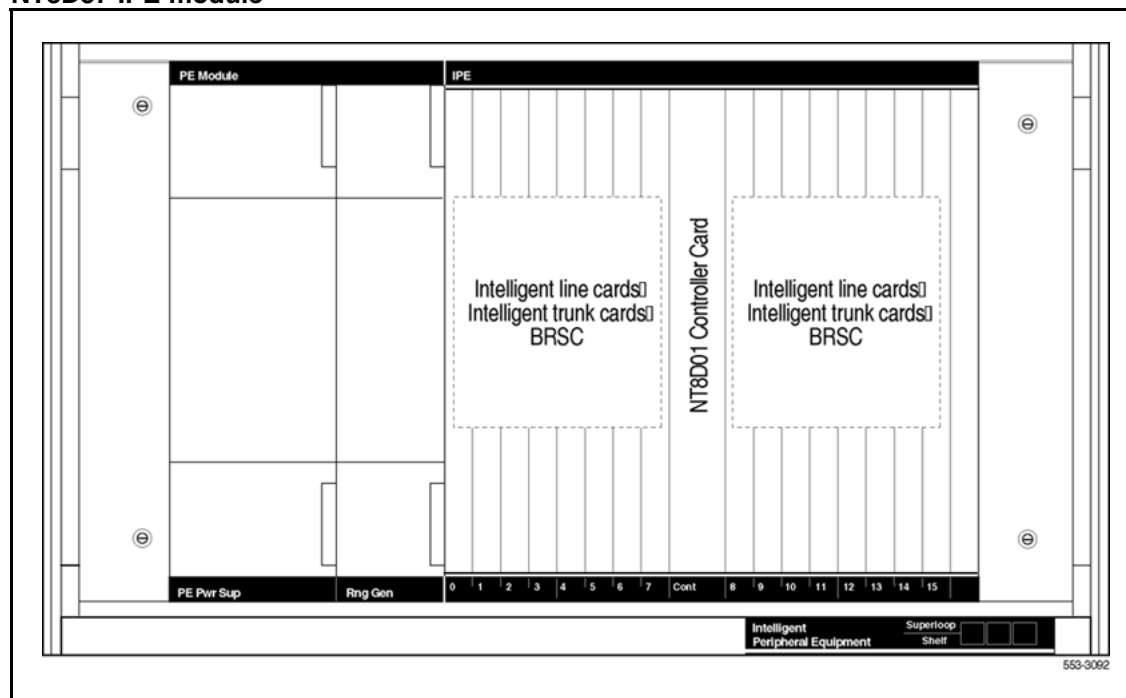 NT8D37 IPE module
PE Module
IPE
Intelligent line cards
Intelligent trunk cards
BRSC
NT8D01 Controller Card
Intelligent line cards
Intelligent trunk cards
BRSC
PE Pwr Sup
Rng Gen
0 1 2 3 4 5 6 7 Cont 8 9 10 11 12 13 14 15
Intelligent
Peripheral Equipment
Superloop
Shelf
553-3092